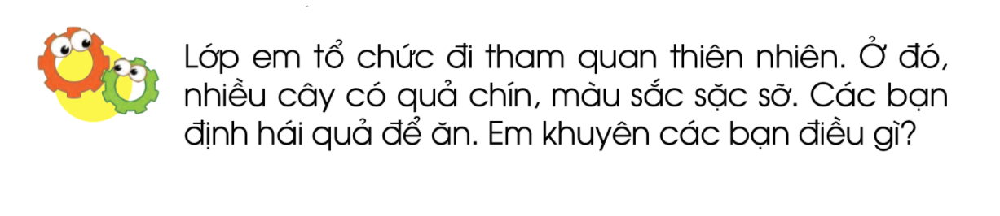 Lớp em tổ chức đi tham quan thiên nhiên. Ở đó,
nhiều cây có quả chín, màu sắc sặc sỡ. Các bạn
định hái quả để ăn. Em khuyên các bạn điều gì?